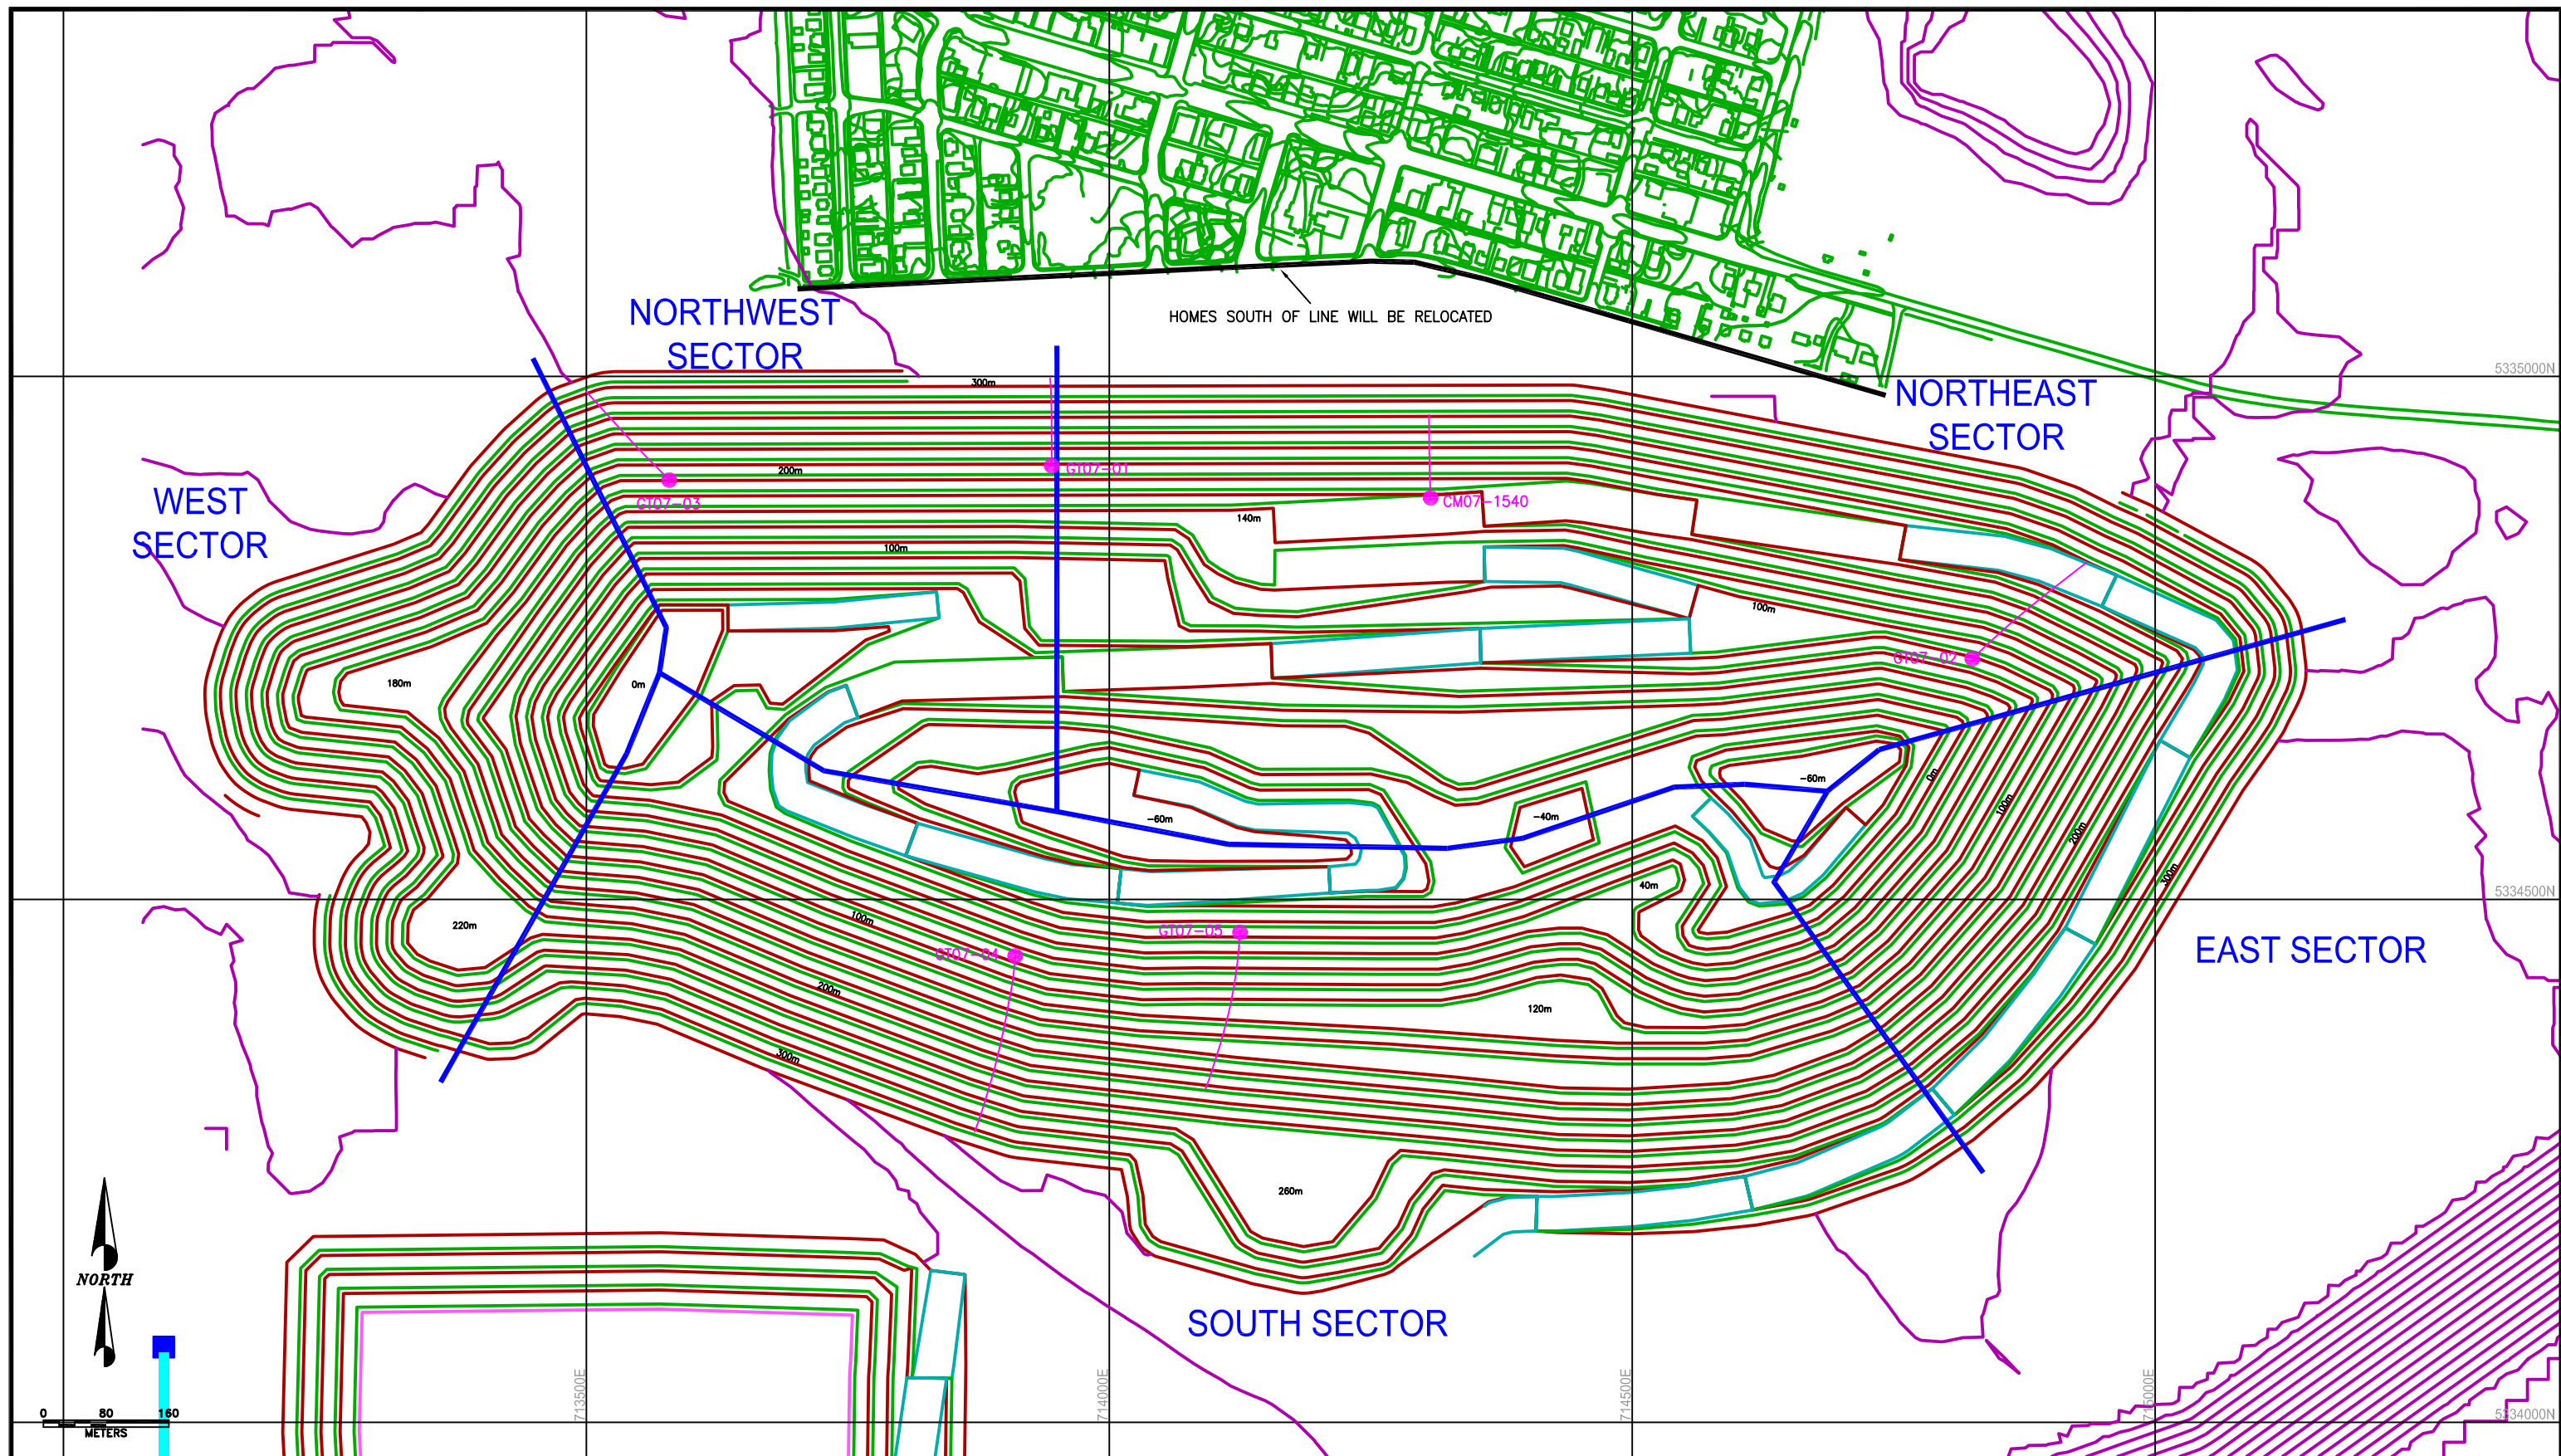 HOMES SOUTH OF LINE WILL BE RELOCATED
NORTHWEST
SECTOR
300m
5335000N
NORTHEAST
SECTOR
WEST
SECTOR
200m
GT07-01
GT07-03
CM07-1540
140m
100m
100m
GT07-02
180m
0m
0m
-60m
100m
-60m
-40m
200m
300m
40m
5334500N
220m
100m
GT07-05
GT07-04
EAST SECTOR
200m
120m
300m
260m
NORTH
SOUTH SECTOR
713500E
714000E
714500E
715000E
5334000N
0 80 160
METERS